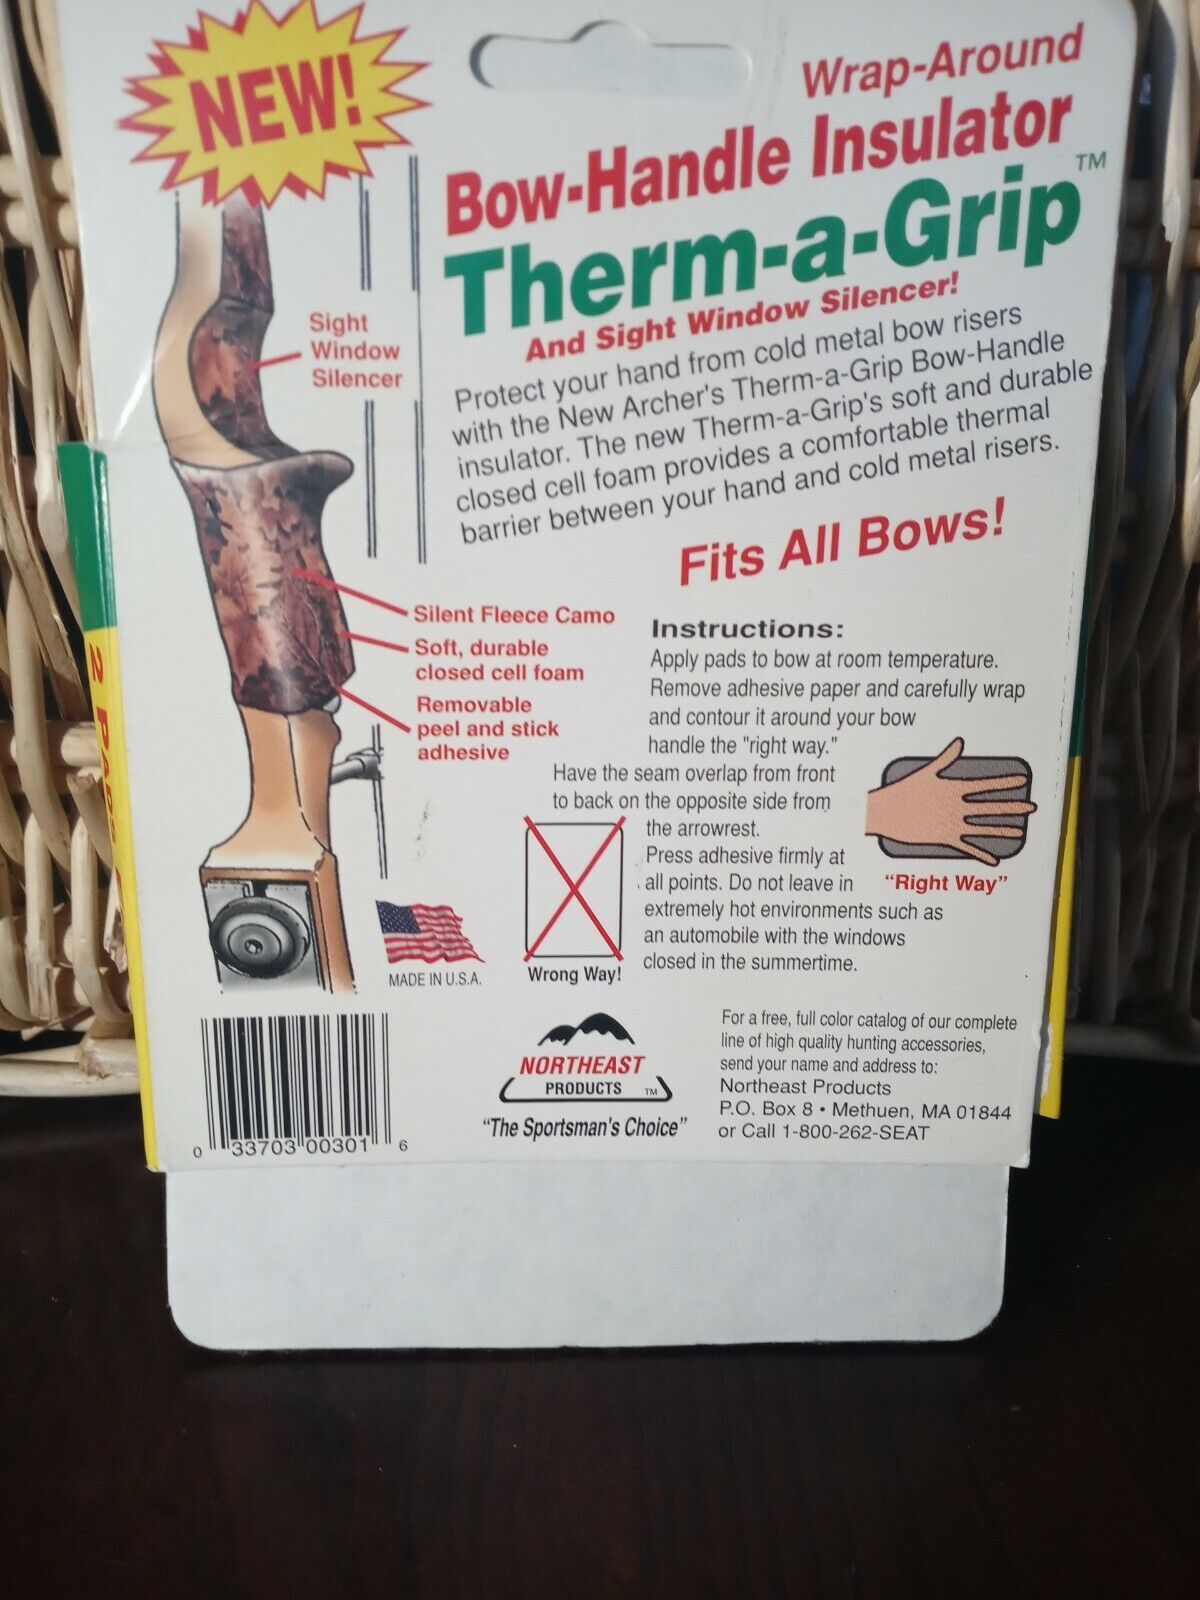 NEW!
Wrap-Around
Bow-Handle Insulator
Therm-a-Grip™
And Sight Window Silencer!
Protect your hand from cold metal bow risers
with the New Archer's Therm-a-Grip Bow-Handle
insulator. The new Therm-a-Grip's soft and durable
closed cell foam provides a comfortable thermal
barrier between your hand and cold metal risers.
Fits All Bows!
Sight
Window
Silencer
Silent Fleece Camo
Soft, durable
closed cell foam
Removable
peel and stick
adhesive
Instructions:
Apply pads to bow at room temperature.
Remove adhesive paper and carefully wrap
and contour it around your bow
handle the "right way."
Have the seam overlap from front
to back on the opposite side from
the arrowrest.
Press adhesive firmly at
all points. Do not leave in
extremely hot environments such as
an automobile with the windows
closed in the summertime.
"Right Way"
Wrong Way!
MADE IN U.S.A.
0 33703 00301 6
NORTHEAST
PRODUCTS ™
"The Sportsman's Choice"
For a free, full color catalog of our complete
line of high quality hunting accessories,
send your name and address to:
Northeast Products
P.O. Box 8 • Methuen, MA 01844
or Call 1-800-262-SEAT
2